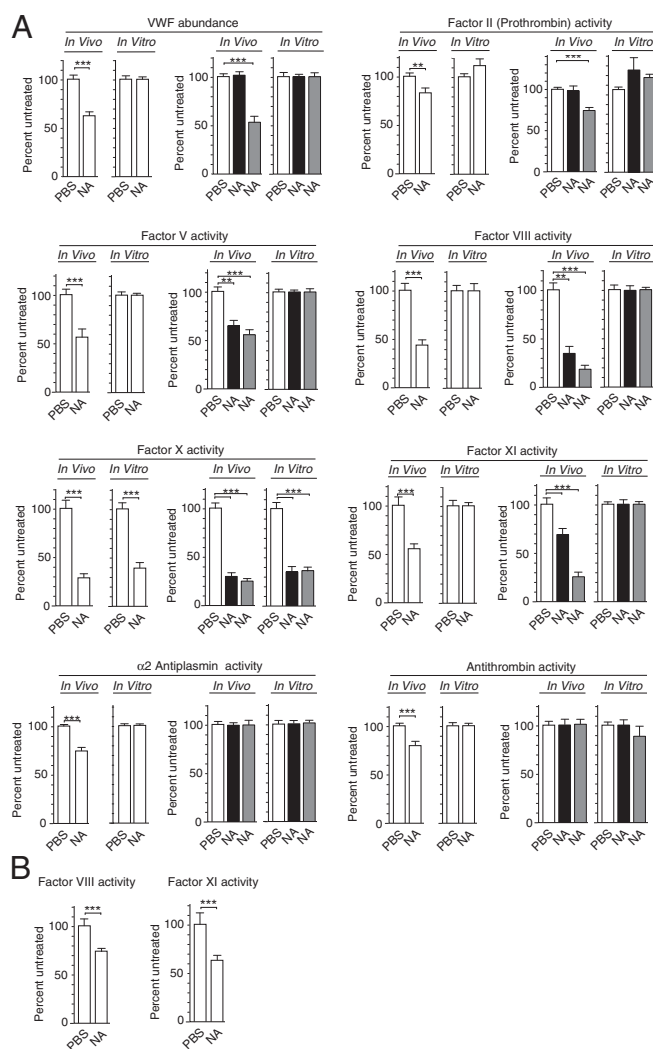 A
VWF abundance
In Vivo In Vitro In Vivo In Vitro
Percent untreated
100
50
*** ***
PBS NA PBS NA PBS NA NA PBS NA NA
Factor II (Prothrombin) activity
In Vivo In Vitro In Vivo In Vitro
Percent untreated
100
50
** ***
PBS NA PBS NA PBS NA NA PBS NA NA
Factor V activity
In Vivo In Vitro In Vivo In Vitro
Percent untreated
100
50
*** *** **
PBS NA PBS NA PBS NA NA PBS NA NA
Factor VIII activity
In Vivo In Vitro In Vivo In Vitro
Percent untreated
100
50
*** *** **
PBS NA PBS NA PBS NA NA PBS NA NA
Factor X activity
In Vivo In Vitro In Vivo In Vitro
Percent untreated
100
50
*** *** *** ***
PBS NA PBS NA PBS NA NA PBS NA NA
Factor XI activity
In Vivo In Vitro In Vivo In Vitro
Percent untreated
100
50
*** ***
PBS NA PBS NA PBS NA NA PBS NA NA
α2 Antiplasmin activity
In Vivo In Vitro In Vivo In Vitro
Percent untreated
100
50
***
PBS NA PBS NA PBS NA NA PBS NA NA
Antithrombin activity
In Vivo In Vitro In Vivo In Vitro
Percent untreated
100
50
***
PBS NA PBS NA PBS NA NA PBS NA NA
B
Factor VIII activity
Percent untreated
100
50
***
PBS NA
Factor XI activity
Percent untreated
100
50
***
PBS NA